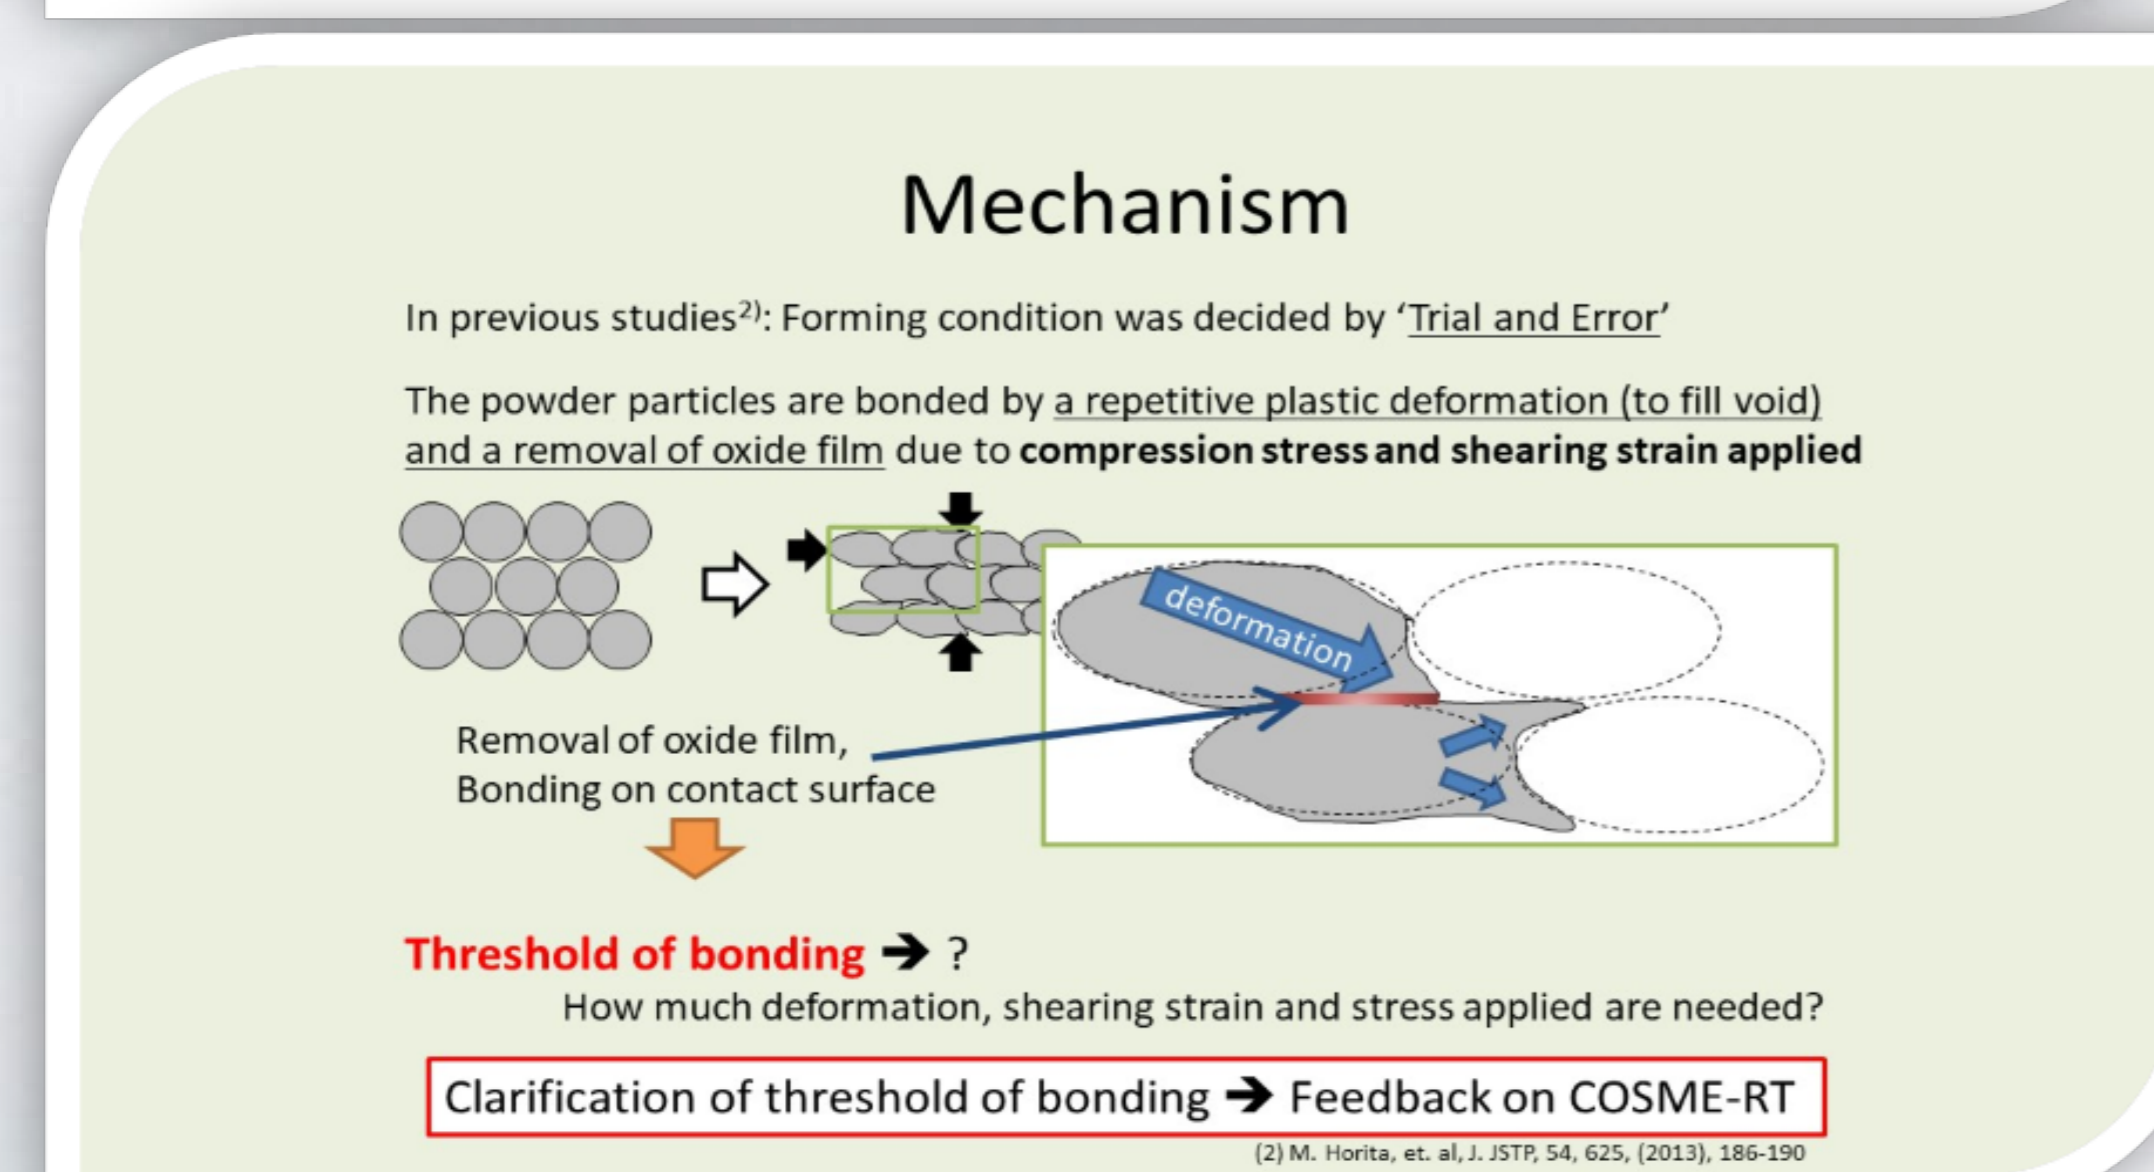 Mechanism
In previous studies²⁾: Forming condition was decided by ‘Trial and Error’
The powder particles are bonded by a repetitive plastic deformation (to fill void)
and a removal of oxide film due to compression stress and shearing strain applied
deformation
Removal of oxide film,
Bonding on contact surface
Threshold of bonding ➔ ?
How much deformation, shearing strain and stress applied are needed?
Clarification of threshold of bonding ➔ Feedback on COSME-RT
(2) M. Horita, et. al, J. JSTP, 54, 625, (2013), 186-190